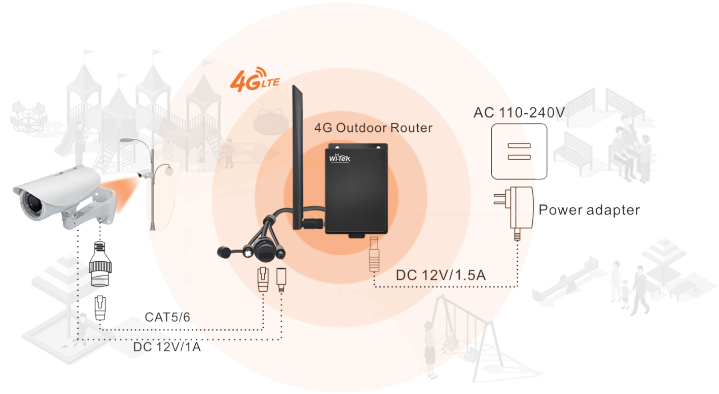 4G LTE
AC 110-240V
4G Outdoor Router
Wi-Tek
Power adapter
DC 12V/1.5A
CAT5/6
DC 12V/1A